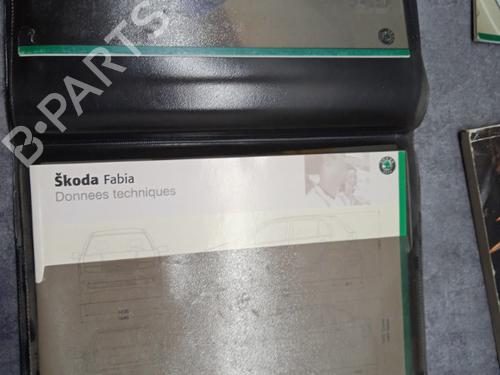 B-PARTS
Škoda Fabia
Donnees techniques